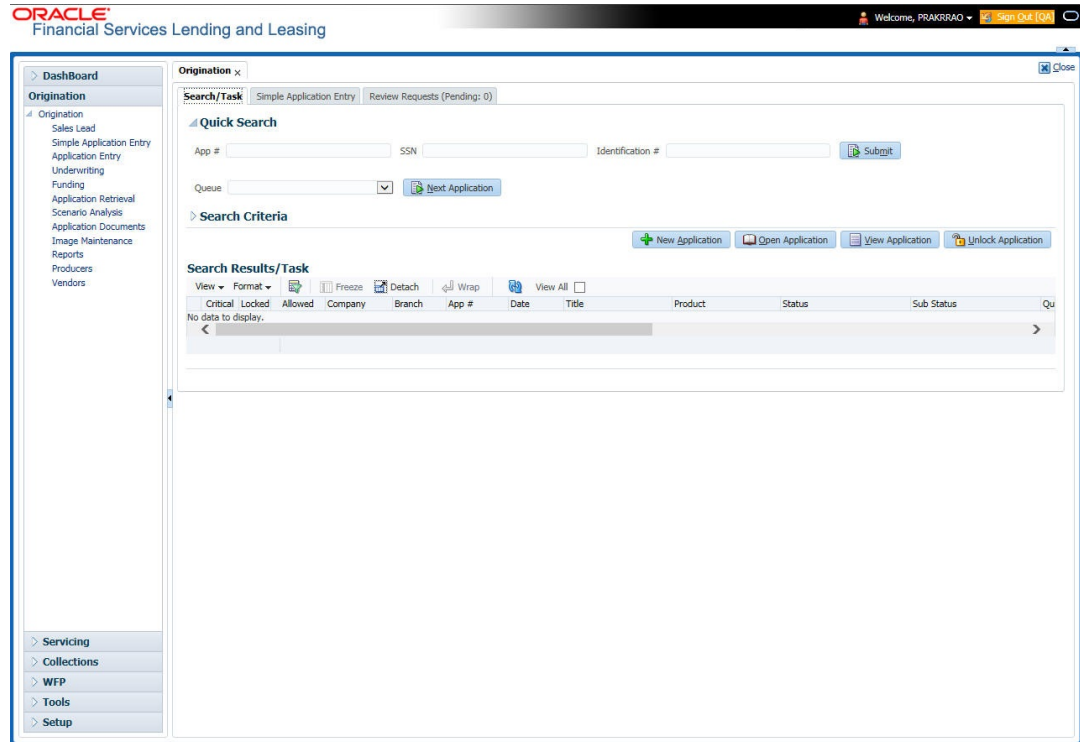 ORACLE®
Financial Services Lending and Leasing
Welcome, PRAKRRAO
Sign Out [QA]
DashBoard
Origination
Origination
Sales Lead
Simple Application Entry
Application Entry
Underwriting
Funding
Application Retrieval
Scenario Analysis
Application Documents
Image Maintenance
Reports
Producers
Vendors
Servicing
Collections
WFP
Tools
Setup
Origination x
Close
Search/Task Simple Application Entry Review Requests (Pending: 0)
Quick Search
App # SSN Identification # Submit
Queue Next Application
Search Criteria
New Application Open Application View Application Unlock Application
Search Results/Task
View Format Freeze Detach Wrap View All
Critical Locked Allowed Company Branch App # Date Title Product Status Sub Status Qu
No data to display.